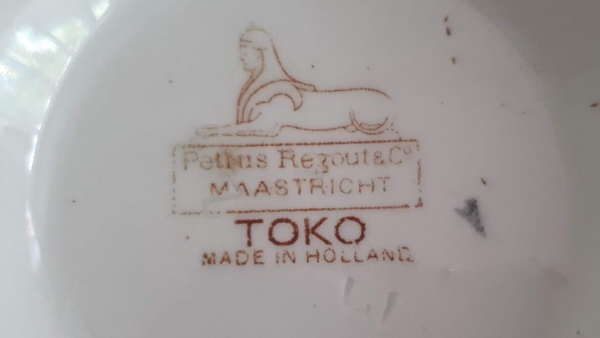 Petrus Regout & Co
MAASTRICHT
TOKO
MADE IN HOLLAND